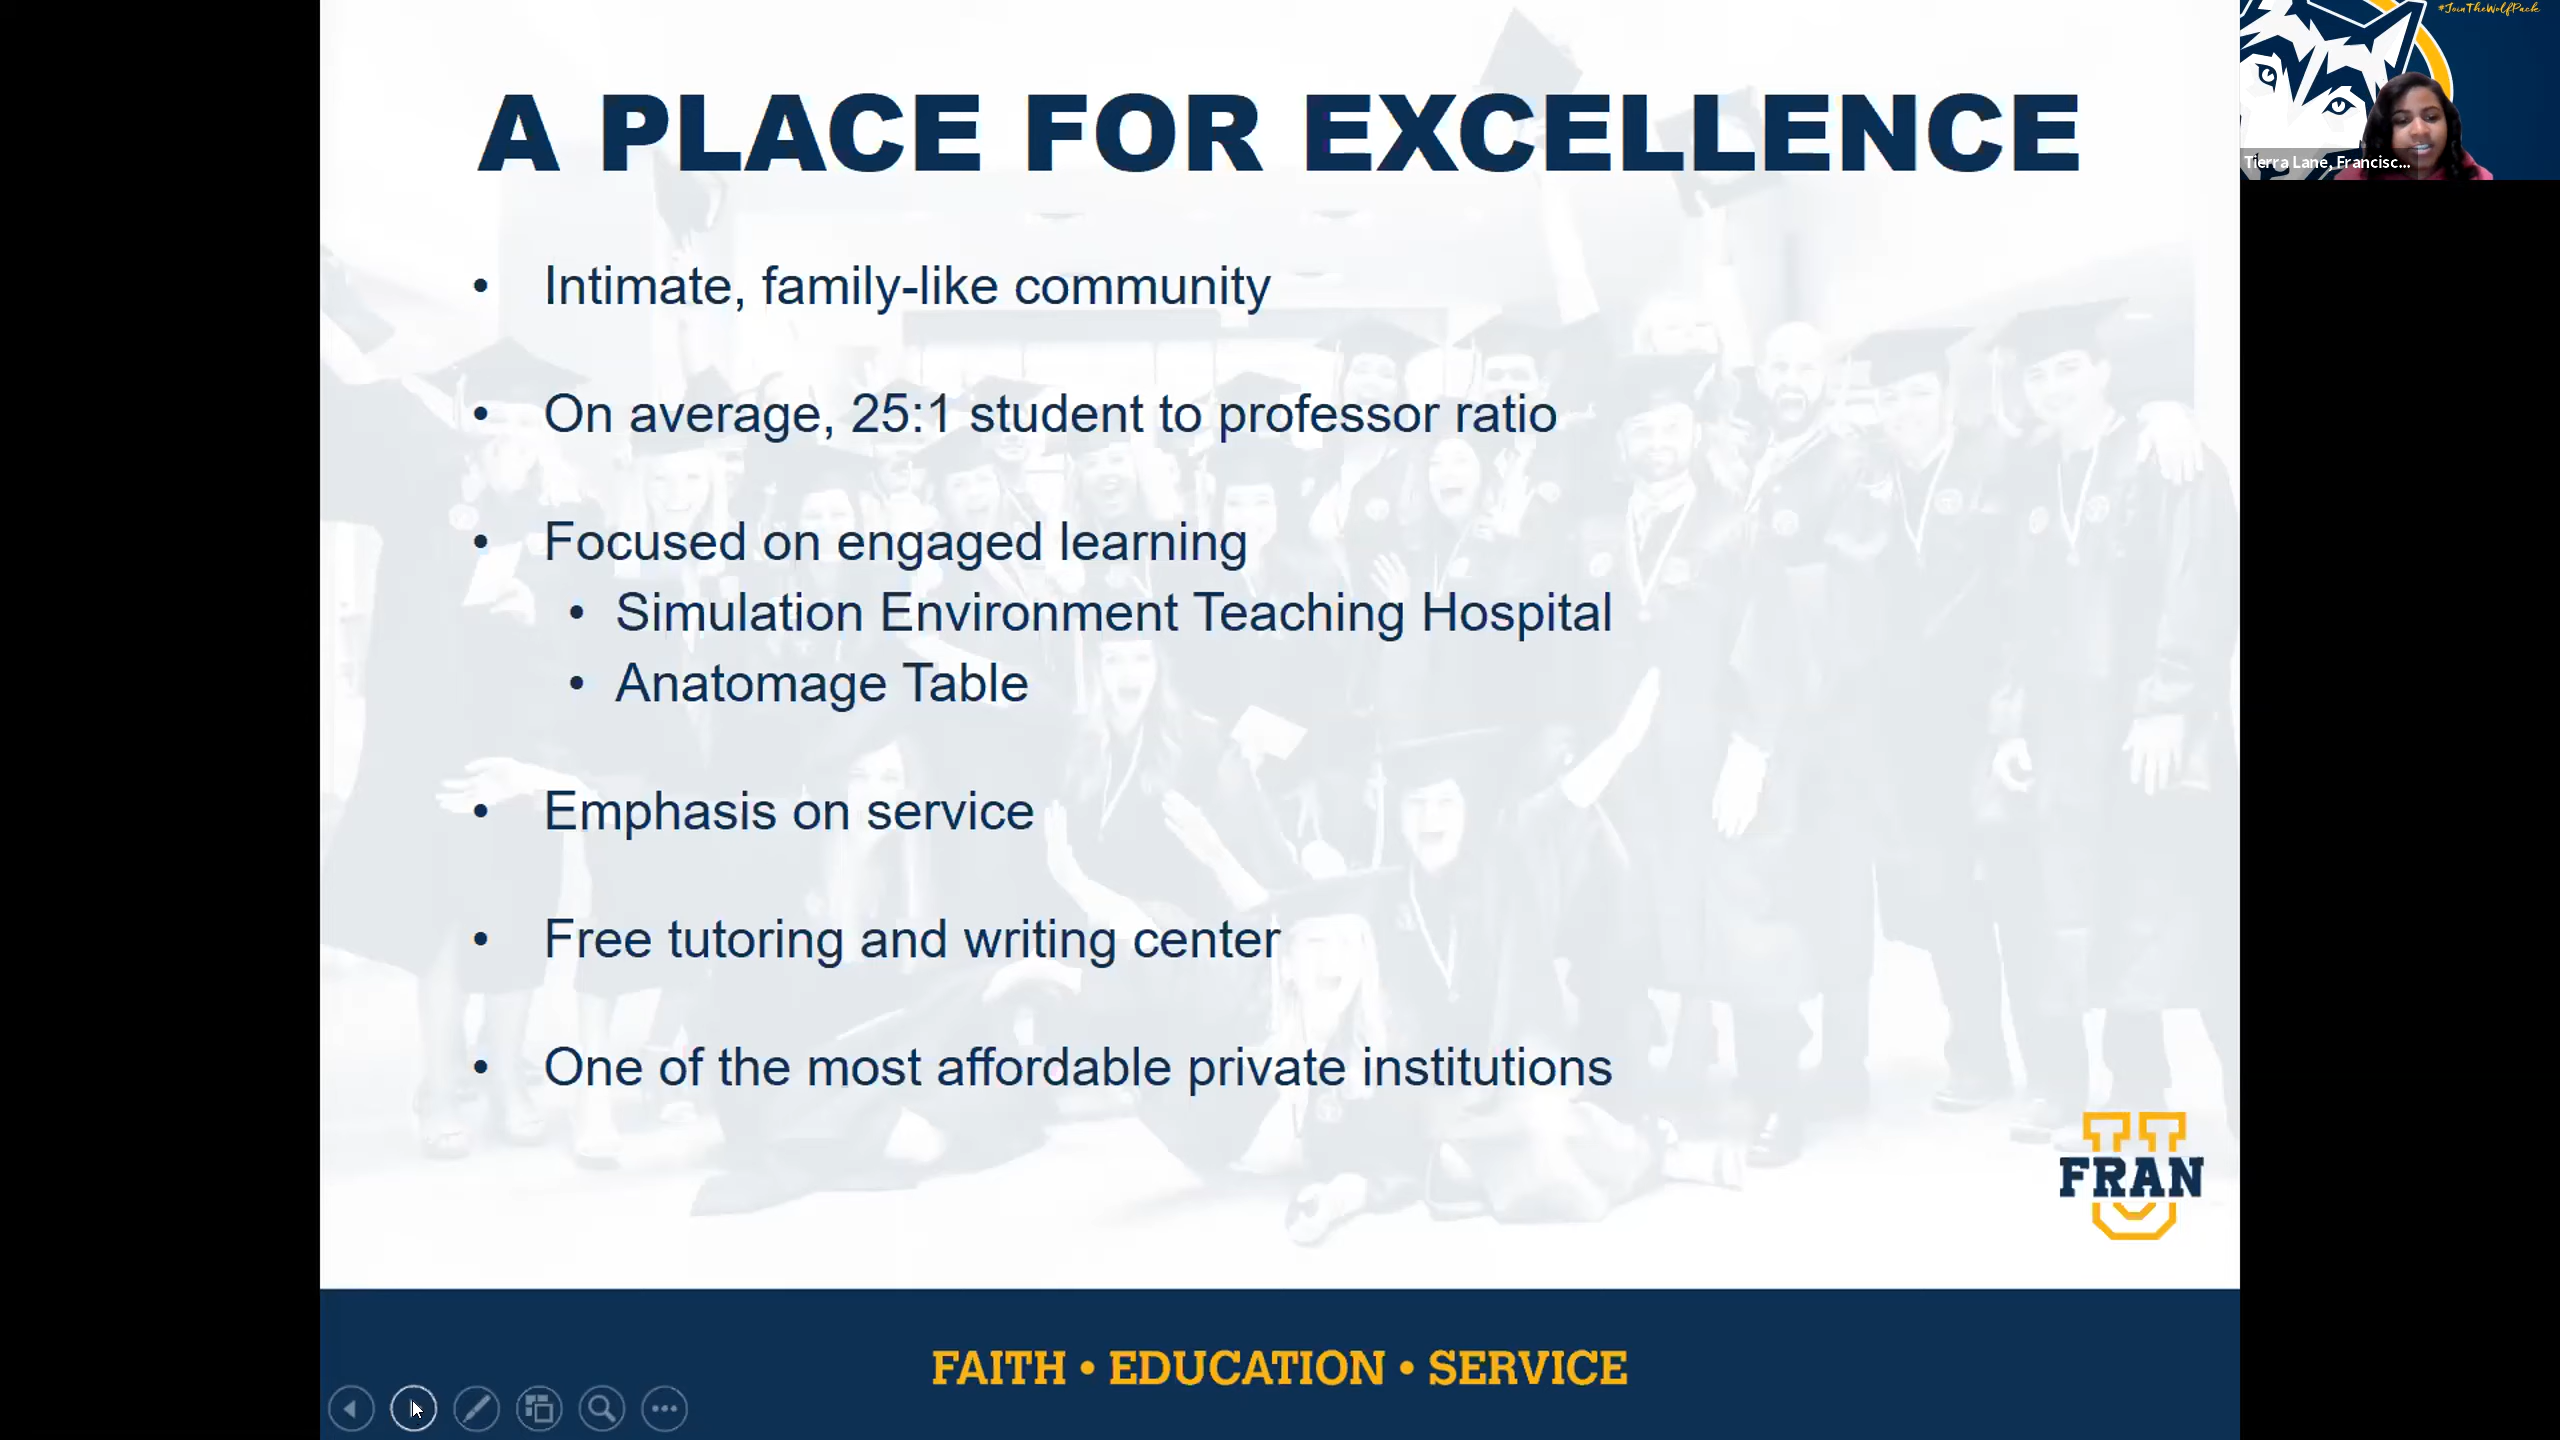 #JoinTheWolfPack
Tierra Lane, Francisc...
A PLACE FOR EXCELLENCE
• Intimate, family-like community
• On average, 25:1 student to professor ratio
• Focused on engaged learning
• Simulation Environment Teaching Hospital
• Anatomage Table
• Emphasis on service
• Free tutoring and writing center
• One of the most affordable private institutions
U
FRAN
FAITH • EDUCATION • SERVICE